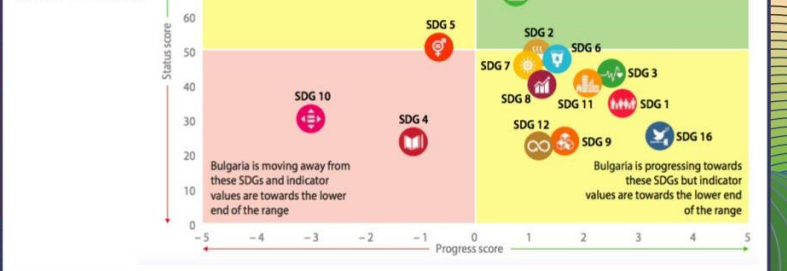 60
SDG 5
SDG 2
50
SDG 6
SDG 7
SDG 3
40
SDG 10
SDG 8
SDG 11
SDG 1
30
SDG 4
SDG 12
SDG 16
SDG 9
20
Bulgaria is moving away from
these SDGs and indicator
values are towards the lower
end of the range
Bulgaria is progressing towards
these SDGs but indicator
values are towards the lower end
of the range
10
0
Status score
-5 -4 -3 -2 -1 0 1 2 3 4 5
Progress score